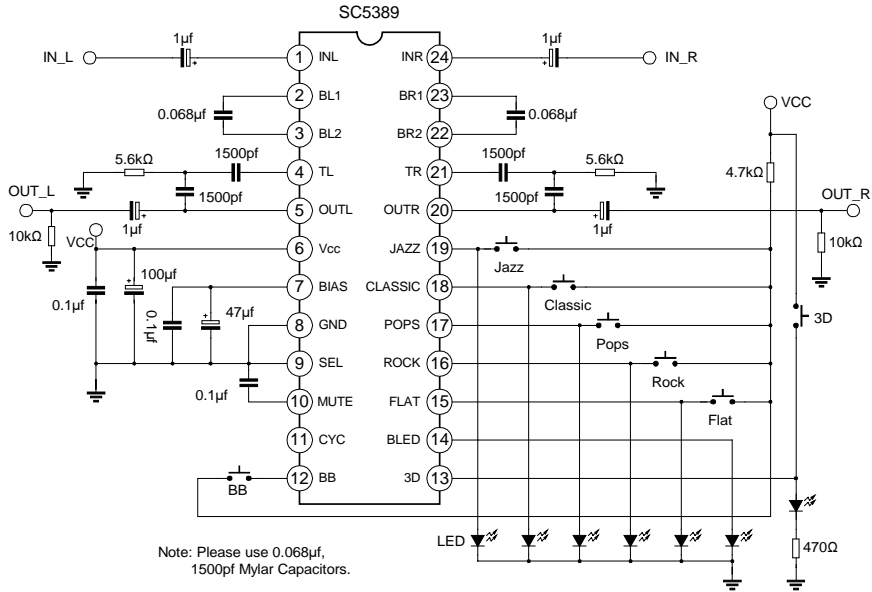 SC5389
1µf
1µf
IN_L
1
INL
INR
24
IN_R
2
BL1
BR1
23
VCC
0.068µf
0.068µf
3
BL2
BR2
22
5.6kΩ
1500pf
4
TL
TR
21
1500pf
5.6kΩ
4.7kΩ
OUT_L
1500pf
1500pf
OUT_R
5
OUTL
OUTR
20
10kΩ
VCC
1µf
1µf
10kΩ
6
Vcc
JAZZ
19
Jazz
100µf
0.1µf
7
BIAS
CLASSIC
18
Classic
0.1µf
47µf
8
GND
POPS
17
Pops
3D
9
SEL
ROCK
16
Rock
0.1µf
10
MUTE
FLAT
15
Flat
11
CYC
BLED
14
12
BB
3D
13
BB
LED
470Ω
Note: Please use 0.068µf,
1500pf Mylar Capacitors.